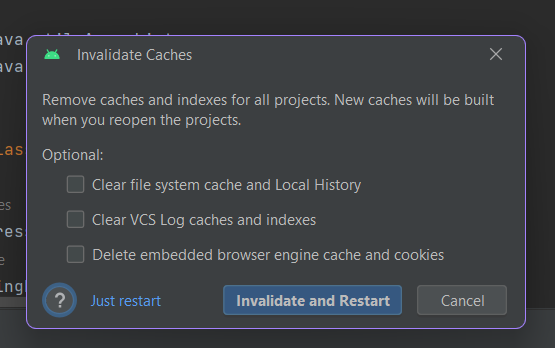 Invalidate Caches
Remove caches and indexes for all projects. New caches will be built
when you reopen the projects.
Optional:
Clear file system cache and Local History
Clear VCS Log caches and indexes
Delete embedded browser engine cache and cookies
? Just restart Invalidate and Restart Cancel